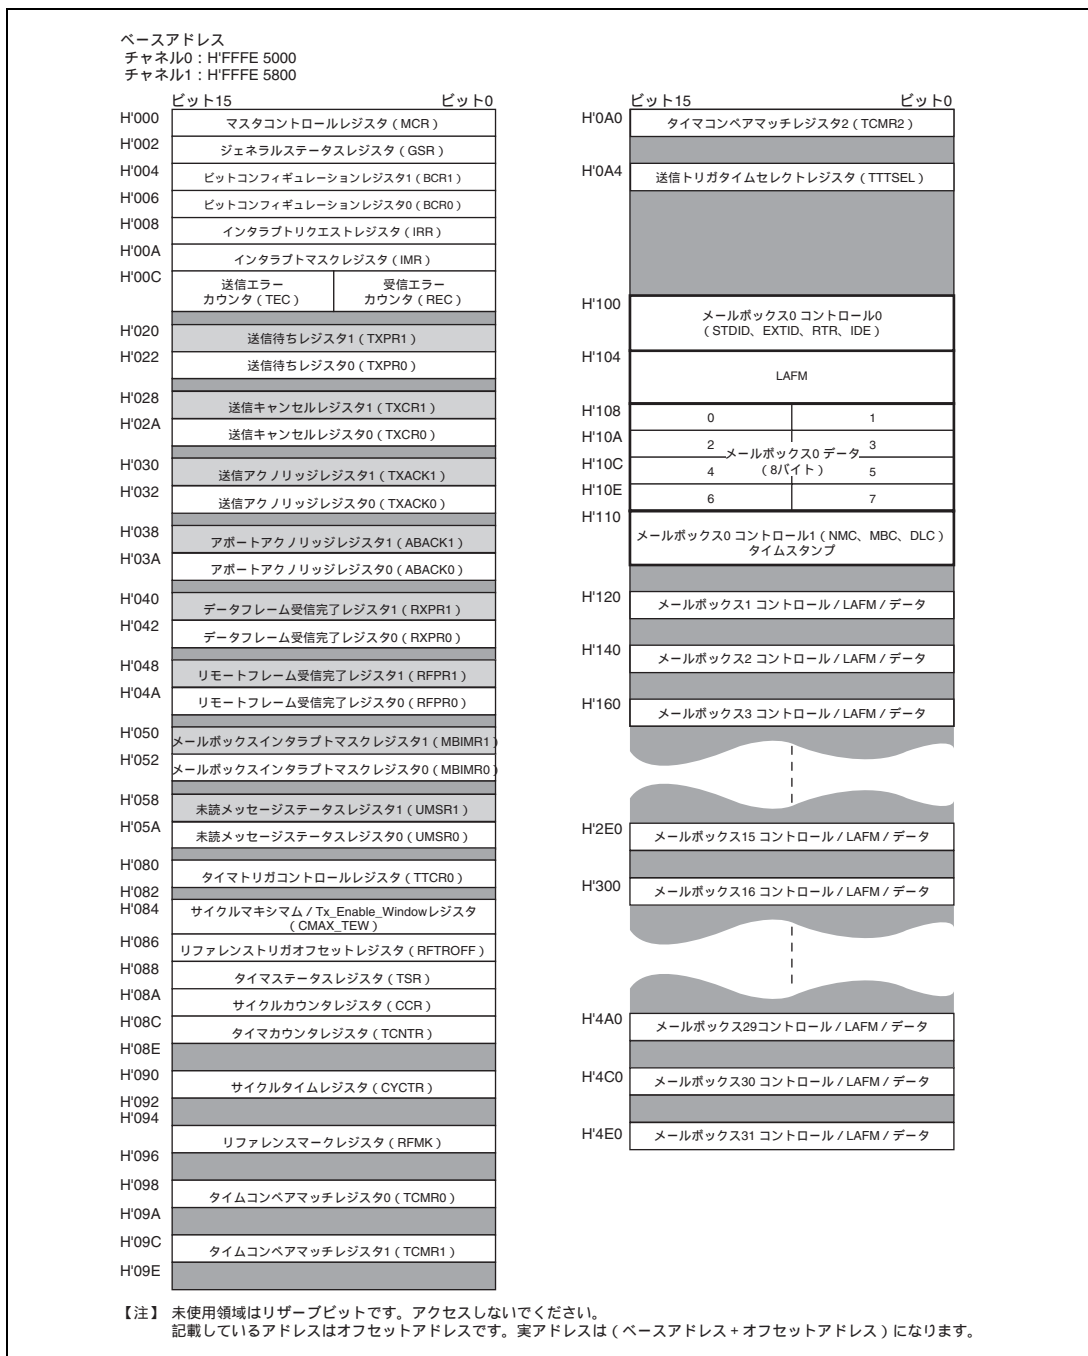 ベースアドレス
チャネル0：H'FFFE 5000
チャネル1：H'FFFE 5800
ビット15 ビット0
H'000 マスタコントロールレジスタ（MCR）
H'002 ジェネラルステータスレジスタ（GSR）
H'004 ビットコンフィギュレーションレジスタ1（BCR1）
H'006 ビットコンフィギュレーションレジスタ0（BCR0）
H'008 インタラプトリクエストレジスタ（IRR）
H'00A インタラプトマスクレジスタ（IMR）
H'00C 送信エラー 受信エラー
カウンタ（TEC） カウンタ（REC）
H'020 送信待ちレジスタ1（TXPR1）
H'022 送信待ちレジスタ0（TXPR0）
H'028 送信キャンセルレジスタ1（TXCR1）
H'02A 送信キャンセルレジスタ0（TXCR0）
H'030 送信アクノリッジレジスタ1（TXACK1）
H'032 送信アクノリッジレジスタ0（TXACK0）
H'038 アボートアクノリッジレジスタ1（ABACK1）
H'03A アボートアクノリッジレジスタ0（ABACK0）
H'040 データフレーム受信完了レジスタ1（RXPR1）
H'042 データフレーム受信完了レジスタ0（RXPR0）
H'048 リモートフレーム受信完了レジスタ1（RFPR1）
H'04A リモートフレーム受信完了レジスタ0（RFPR0）
H'050 メールボックスインタラプトマスクレジスタ1（MBIMR1）
H'052 メールボックスインタラプトマスクレジスタ0（MBIMR0）
H'058 未読メッセージステータスレジスタ1（UMSR1）
H'05A 未読メッセージステータスレジスタ0（UMSR0）
H'080 タイマトリガコントロールレジスタ（TTCR0）
H'082
H'084 サイクルマキシマム / Tx_Enable_Windowレジスタ
（CMAX_TEW）
H'086 リファレンストリガオフセットレジスタ（RFTROFF）
H'088 タイマステータスレジスタ（TSR）
H'08A サイクルカウンタレジスタ（CCR）
H'08C タイマカウンタレジスタ（TCNTR）
H'08E
H'090 サイクルタイムレジスタ（CYCTR）
H'092
H'094
リファレンスマークレジスタ（RFMK）
H'096
H'098 タイムコンペアマッチレジスタ0（TCMR0）
H'09A
H'09C タイムコンペアマッチレジスタ1（TCMR1）
H'09E
ビット15 ビット0
H'0A0 タイマコンペアマッチレジスタ2（TCMR2）
H'0A4 送信トリガタイムセレクトレジスタ（TTTSEL）
H'100 メールボックス0 コントロール0
（STDID、EXTID、RTR、IDE）
H'104 LAFM
H'108 0 1
H'10A 2 3
メールボックス0 データ
H'10C 4 （8バイト） 5
H'10E 6 7
H'110 メールボックス0 コントロール1（NMC、MBC、DLC）
タイムスタンプ
H'120 メールボックス1 コントロール / LAFM / データ
H'140 メールボックス2 コントロール / LAFM / データ
H'160 メールボックス3 コントロール / LAFM / データ
H'2E0 メールボックス15 コントロール / LAFM / データ
H'300 メールボックス16 コントロール / LAFM / データ
H'4A0 メールボックス29コントロール / LAFM / データ
H'4C0 メールボックス30 コントロール / LAFM / データ
H'4E0 メールボックス31 コントロール / LAFM / データ
【注】 未使用領域はリザーブビットです。アクセスしないでください。
記載しているアドレスはオフセットアドレスです。実アドレスは（ベースアドレス + オフセットアドレス）になります。